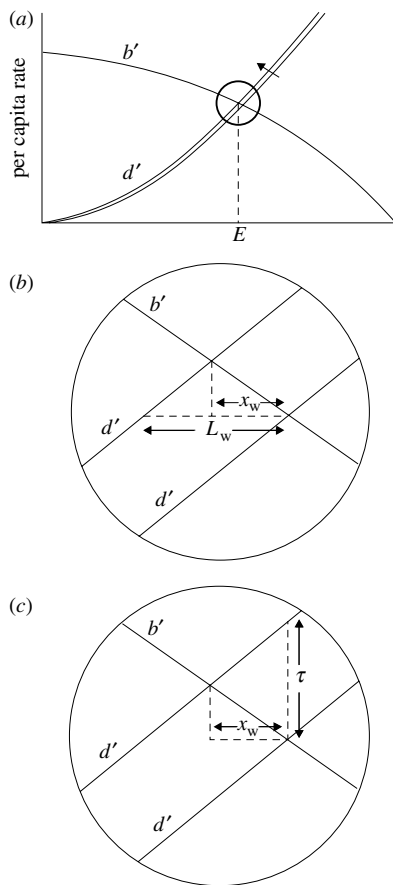 (a)
b′
per capita rate
d′
E
(b)
b′
x_w
d′
L_w
d′
(c)
b′
τ
x_w
d′
d′